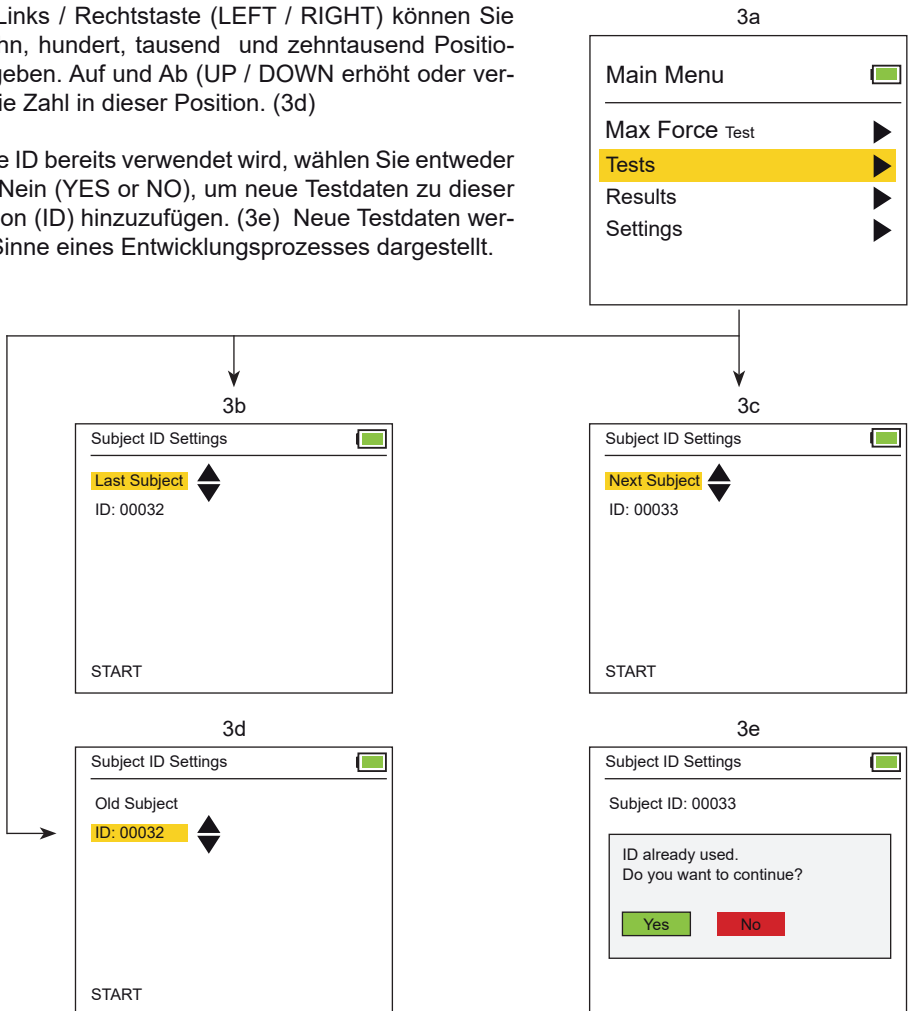 Links / Rechtstaste (LEFT / RIGHT) können Sie
hundert, tausend und zehntausend Positio-
geben. Auf und Ab (UP / DOWN erhöht oder ver-
ie Zahl in dieser Position. (3d)
e ID bereits verwendet wird, wählen Sie entweder
Nein (YES or NO), um neue Testdaten zu dieser
on (ID) hinzuzufügen. (3e) Neue Testdaten wer-
Sinne eines Entwicklungsprozesses dargestellt.
3a
Main Menu
Max Force Test
Tests
Results
Settings
3b
Subject ID Settings
Last Subject
ID: 00032
START
3c
Subject ID Settings
Next Subject
ID: 00033
START
3d
Subject ID Settings
Old Subject
ID: 00032
START
3e
Subject ID Settings
Subject ID: 00033
ID already used.
Do you want to continue?
Yes
No